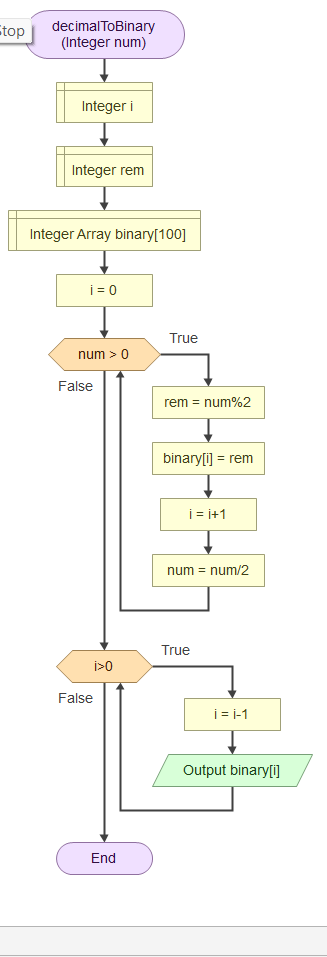 Stop
decimalToBinary
(Integer num)
Integer i
Integer rem
Integer Array binary[100]
i = 0
num > 0
True
False
rem = num%2
binary[i] = rem
i = i+1
num = num/2
i>0
True
False
i = i-1
Output binary[i]
End